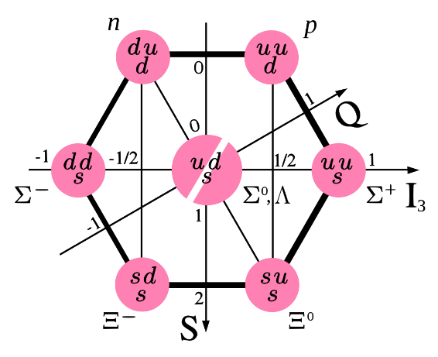 n p
d u u u
d d
0
1
Q
0
-1 d d -1/2 u d 1/2 u u 1
s s s
Σ⁻ Σ⁰,Λ Σ⁺ I₃
1
-1
s d s u
s s
2
Ξ⁻ S Ξ⁰